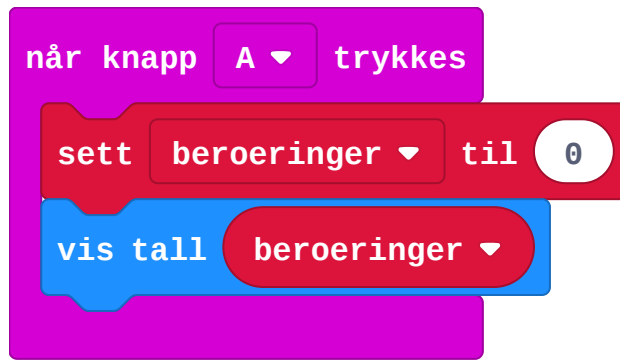 når knapp A trykkes
sett beroeringer til 0
vis tall beroeringer